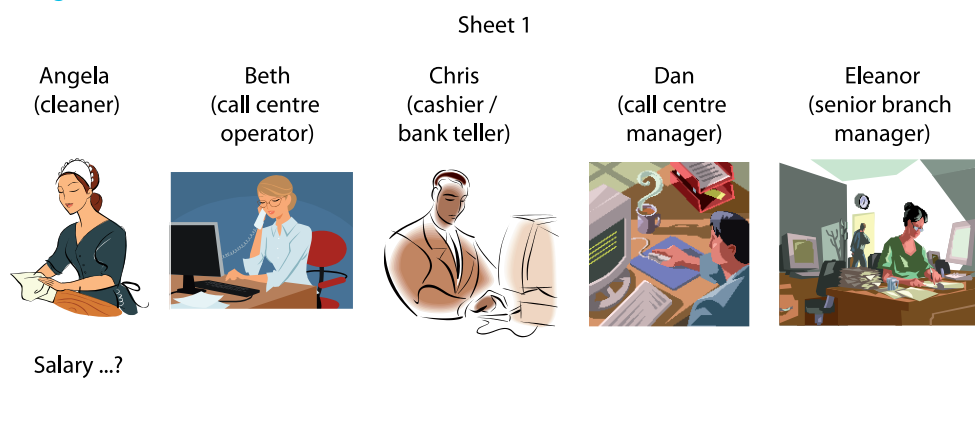 Sheet 1
Angela
(cleaner)
Beth
(call centre
operator)
Chris
(cashier /
bank teller)
Dan
(call centre
manager)
Eleanor
(senior branch
manager)
Salary ...?